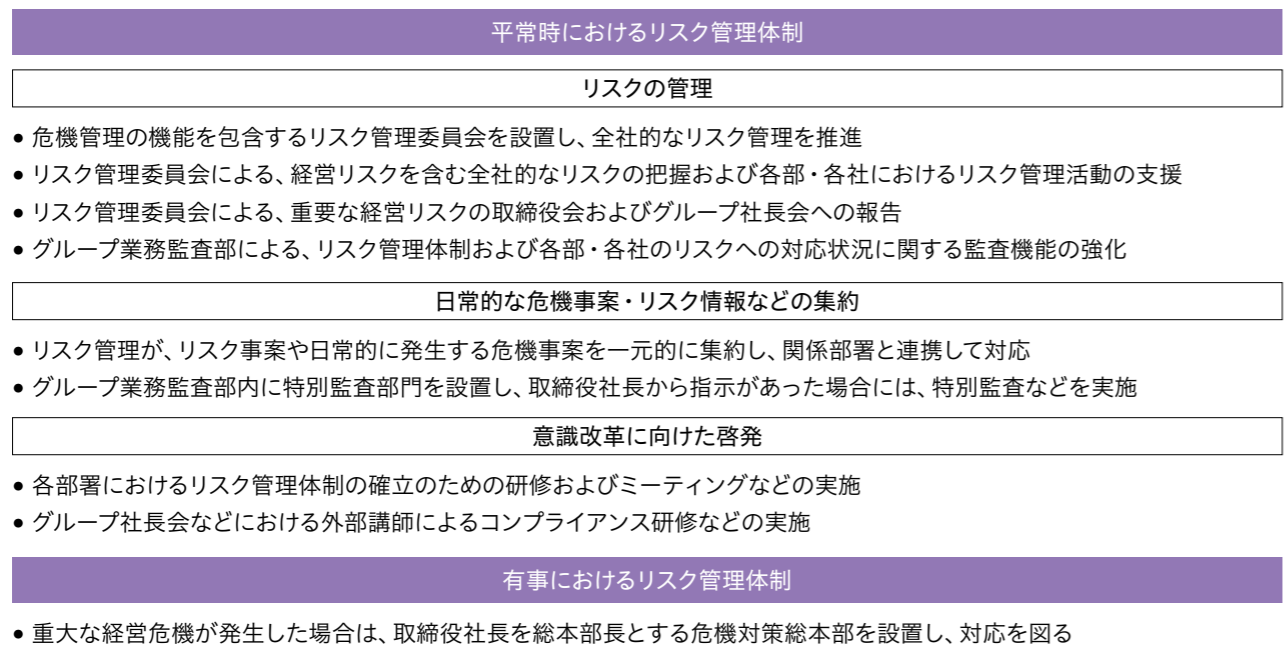 平常時におけるリスク管理体制
リスクの管理
● 危機管理の機能を包含するリスク管理委員会を設置し、全社的なリスク管理を推進
● リスク管理委員会による、経営リスクを含む全社的なリスクの把握および各部・各社におけるリスク管理活動の支援
● リスク管理委員会による、重要な経営リスクの取締役会およびグループ社長会への報告
● グループ業務監査部による、リスク管理体制および各部・各社のリスクへの対応状況に関する監査機能の強化
日常的な危機事案・リスク情報などの集約
● リスク管理が、リスク事案や日常的に発生する危機事案を一元的に集約し、関係部署と連携して対応
● グループ業務監査部内に特別監査部門を設置し、取締役社長から指示があった場合には、特別監査などを実施
意識改革に向けた啓発
● 各部署におけるリスク管理体制の確立のための研修およびミーティングなどの実施
● グループ社長会などにおける外部講師によるコンプライアンス研修などの実施
有事におけるリスク管理体制
● 重大な経営危機が発生した場合は、取締役社長を総本部長とする危機対策総本部を設置し、対応を図る